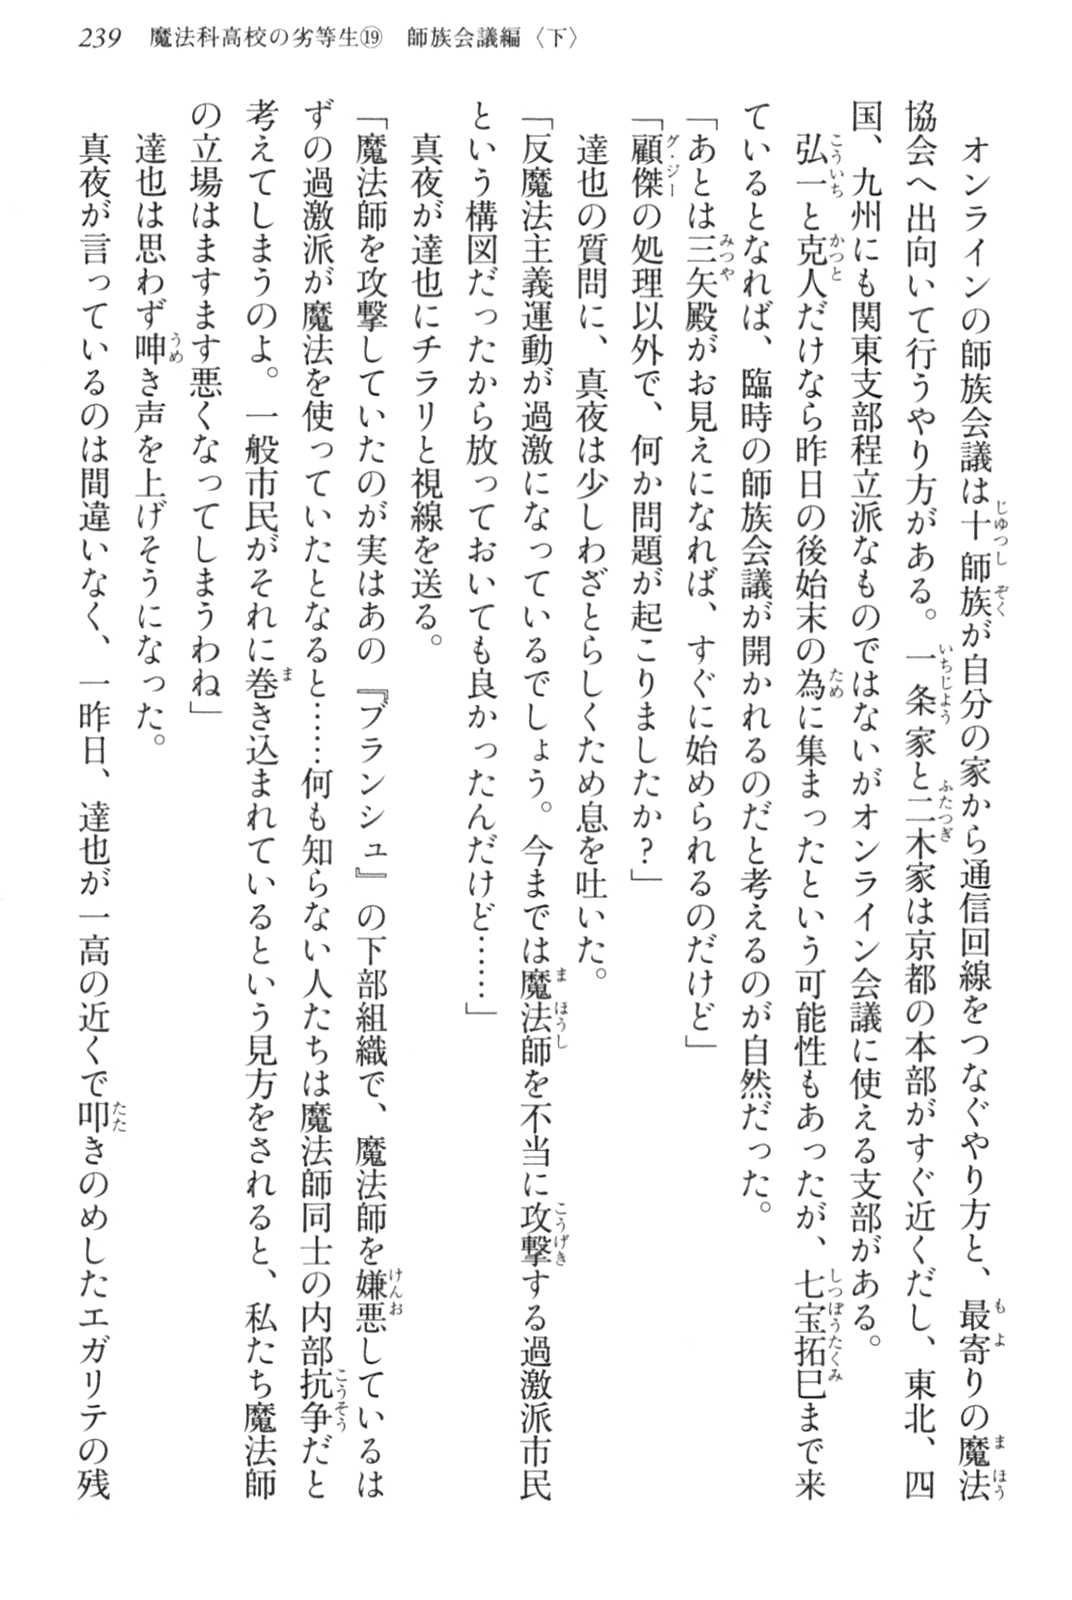 239　魔法科高校の劣等生⑲　師族会議編〈下〉
　オンラインの師族会議は十師族が自分の家から通信回線をつなぐやり方と、最寄りの魔法
協会へ出向いて行うやり方がある。一条家と二木家は京都の本部がすぐ近くだし、東北、四
国、九州にも関東支部程立派なものではないがオンライン会議に使える支部がある。
　弘一と克人だけなら昨日の後始末の為に集まったという可能性もあったが、七宝拓巳まで来
ているとなれば、臨時の師族会議が開かれるのだと考えるのが自然だった。
「あとは三矢殿がお見えになれば、すぐに始められるのだけど」
「顧傑の処理以外で、何か問題が起こりましたか？」
　達也の質問に、真夜は少しわざとらしくため息を吐いた。
「反魔法主義運動が過激になっているでしょう。今までは魔法師を不当に攻撃する過激派市民
という構図だったから放っておいても良かったんだけど……」
　真夜が達也にチラリと視線を送る。
「魔法師を攻撃していたのが実はあの『ブランシュ』の下部組織で、魔法師を嫌悪しているは
ずの過激派が魔法を使っていたとなると……何も知らない人たちは魔法師同士の内部抗争だと
考えてしまうのよ。一般市民がそれに巻き込まれているという見方をされると、私たち魔法師
の立場はますます悪くなってしまうわね」
　達也は思わず呻き声を上げそうになった。
　真夜が言っているのは間違いなく、一昨日、達也が一高の近くで叩きのめしたエガリテの残